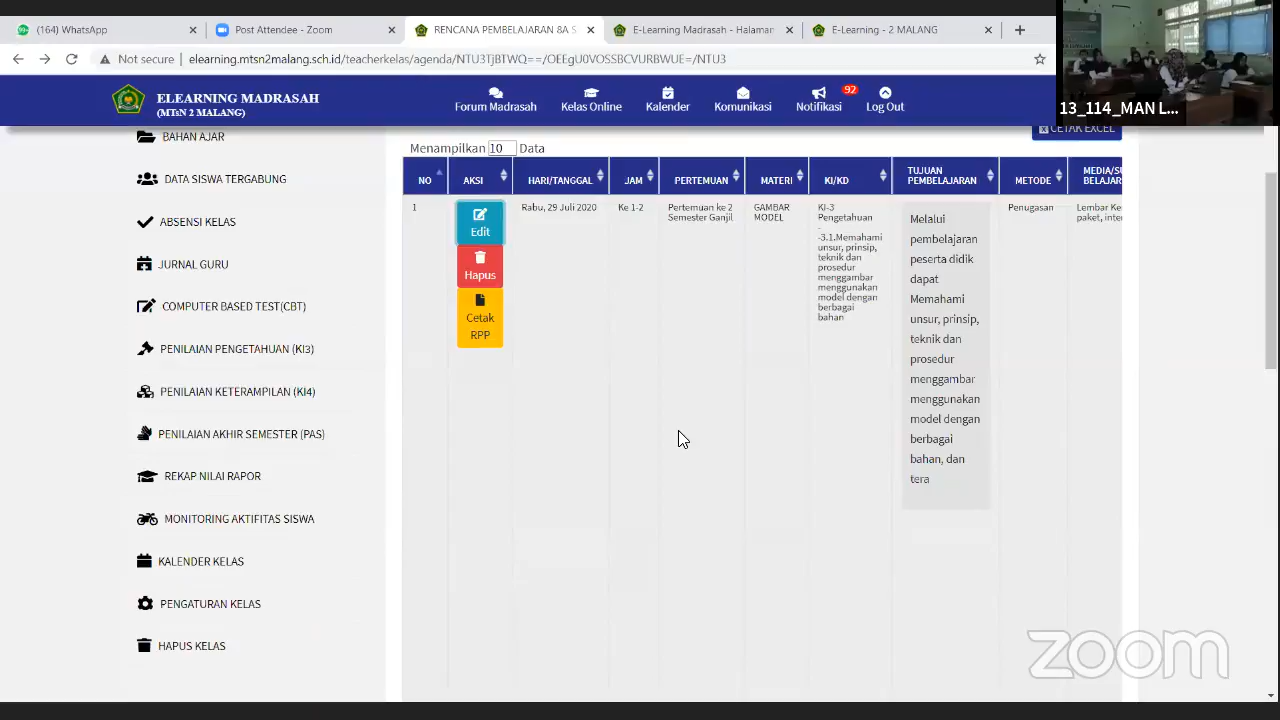 (164) WhatsApp
Post Attendee - Zoom
RENCANA PEMBELAJARAN 8A S
E-Learning Madrasah - Halaman
E-Learning - 2 MALANG
Not secure
elearning.mtsn2malang.sch.id/
ELEARNING MADRASAH
(MTsN 2 MALANG)
Forum Madrasah
Kelas Online
Kalender
Komunikasi
Notifikasi
92
Log Out
13_114_MAN L...
CETAK EXCEL
BAHAN AJAR
DATA SISWA TERGABUNG
ABSENSI KELAS
JURNAL GURU
COMPUTER BASED TEST(CBT)
PENILAIAN PENGETAHUAN (KI3)
PENILAIAN KETERAMPILAN (KI4)
PENILAIAN AKHIR SEMESTER (PAS)
REKAP NILAI RAPOR
MONITORING AKTIFITAS SISWA
KALENDER KELAS
PENGATURAN KELAS
HAPUS KELAS
Menampilkan 10 Data
NO
AKSI
HARI/TANGGAL
JAM
PERTEMUAN
MATERI
KI/KD
TUJUAN
PEMBELAJARAN
METODE
MEDIA/SU
BELAJAR
1
Edit
Hapus
Cetak
RPP
Rabu, 29 Juli 2020
Ke 1-2
Pertemuan ke 2
Semester Ganjil
GAMBAR
MODEL
KI-3
Pengetahuan
-
-3.1.Memahami
unsur, prinsip,
teknik dan
prosedur
menggambar
menggunakan
model dengan
berbagai
bahan
Melalui
pembelajaran
peserta didik
dapat
Memahami
unsur, prinsip,
teknik dan
prosedur
menggambar
menggunakan
model dengan
berbagai
bahan, dan
tera
Penugasan
Lembar Ke
paket, inte
zoom